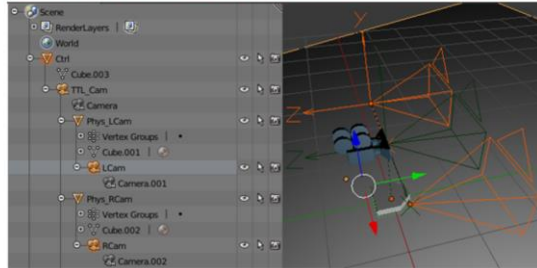 Scene
RenderLayers |
World
Ctrl
Cube.003
TTL_Cam
Camera
Phys_LCam
Vertex Groups |
Cube.001 |
LCam
Camera.001
Phys_RCam
Vertex Groups |
Cube.002 |
RCam
Camera.002
Y
Z
Z